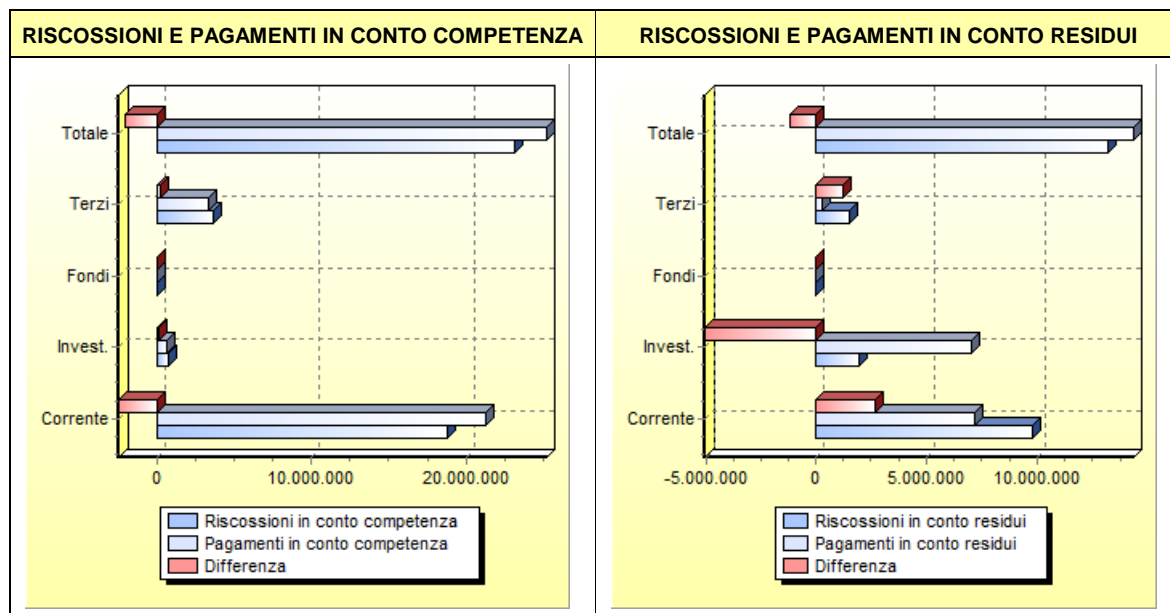 RISCOSSIONI E PAGAMENTI IN CONTO COMPETENZA
Totale
Terzi
Fondi
Invest.
Corrente
0
10.000.000
20.000.000
Riscossioni in conto competenza
Pagamenti in conto competenza
Differenza
RISCOSSIONI E PAGAMENTI IN CONTO RESIDUI
Totale
Terzi
Fondi
Invest.
Corrente
-5.000.000
0
5.000.000
10.000.000
Riscossioni in conto residui
Pagamenti in conto residui
Differenza